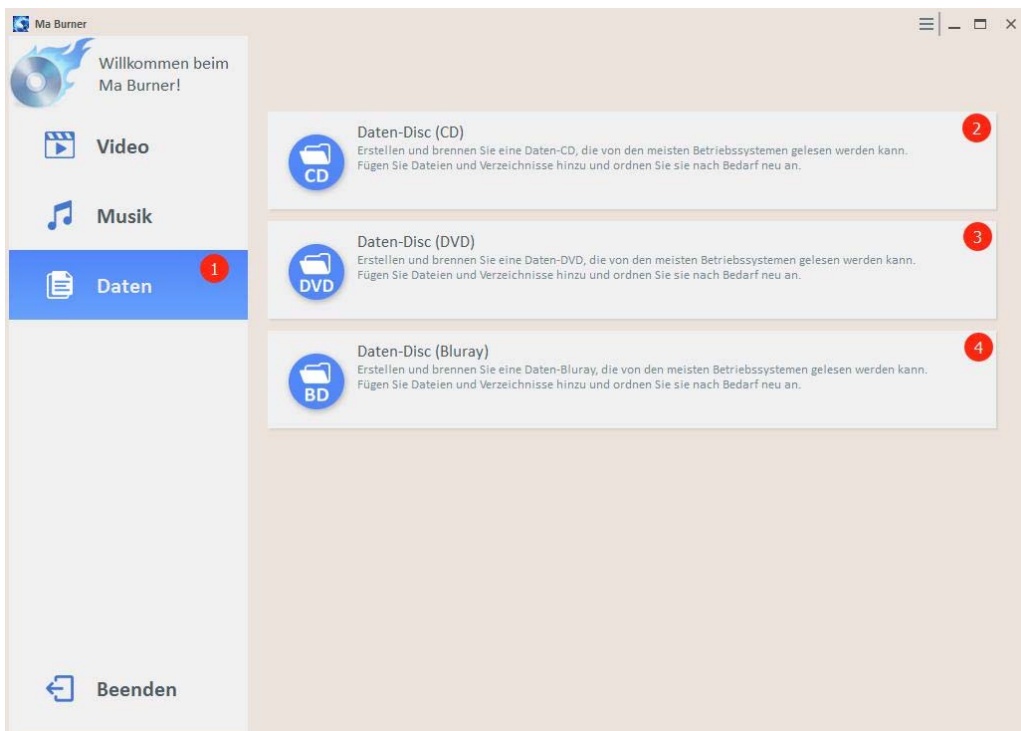 Ma Burner
Willkommen beim
Ma Burner!
Video
Musik
Daten
1
Beenden
Daten-Disc (CD)
2
Erstellen und brennen Sie eine Daten-CD, die von den meisten Betriebssystemen gelesen werden kann.
Fügen Sie Dateien und Verzeichnisse hinzu und ordnen Sie sie nach Bedarf neu an.
CD
Daten-Disc (DVD)
3
Erstellen und brennen Sie eine Daten-DVD, die von den meisten Betriebssystemen gelesen werden kann.
Fügen Sie Dateien und Verzeichnisse hinzu und ordnen Sie sie nach Bedarf neu an.
DVD
Daten-Disc (Bluray)
4
Erstellen und brennen Sie eine Daten-Bluray, die von den meisten Betriebssystemen gelesen werden kann.
Fügen Sie Dateien und Verzeichnisse hinzu und ordnen Sie sie nach Bedarf neu an.
BD